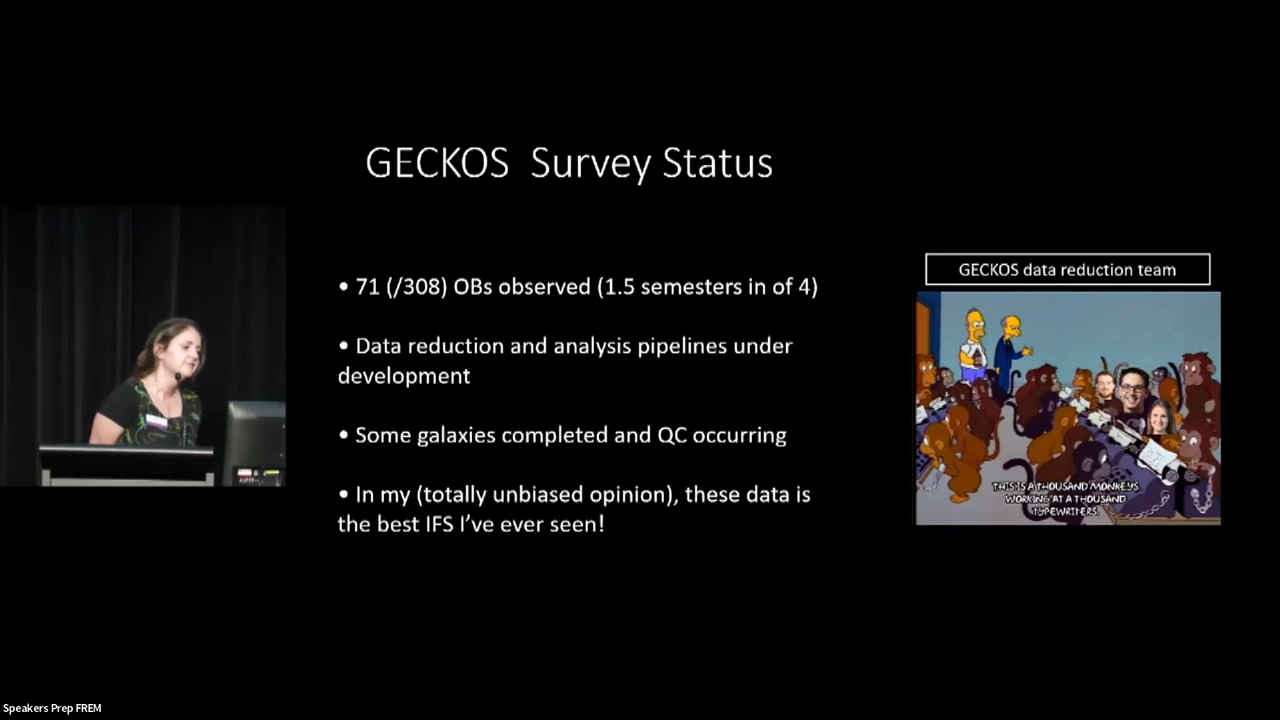 GECKOS Survey Status
• 71 (/308) OBs observed (1.5 semesters in of 4)
• Data reduction and analysis pipelines under
development
• Some galaxies completed and QC occurring
• In my (totally unbiased opinion), these data is
the best IFS I’ve ever seen!
GECKOS data reduction team
THIS IS A THOUSAND MONKEYS
WORKING AT A THOUSAND
TYPEWRITERS.
Speakers Prep FREM